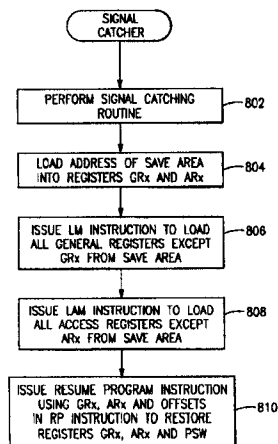 SIGNAL
CATCHER
PERFORM SIGNAL CATCHING
ROUTINE
802
LOAD ADDRESS OF SAVE AREA
INTO REGISTERS GRx AND ARx
804
ISSUE LM INSTRUCTION TO LOAD
ALL GENERAL REGISTERS EXCEPT
GRx FROM SAVE AREA
806
ISSUE LAM INSTRUCTION TO LOAD
ALL ACCESS REGISTERS EXCEPT
ARx FROM SAVE AREA
808
ISSUE RESUME PROGRAM INSTRUCTION
USING GRx, ARx AND OFFSETS
IN RP INSTRUCTION TO RESTORE
REGISTERS GRx, ARx AND PSW
810